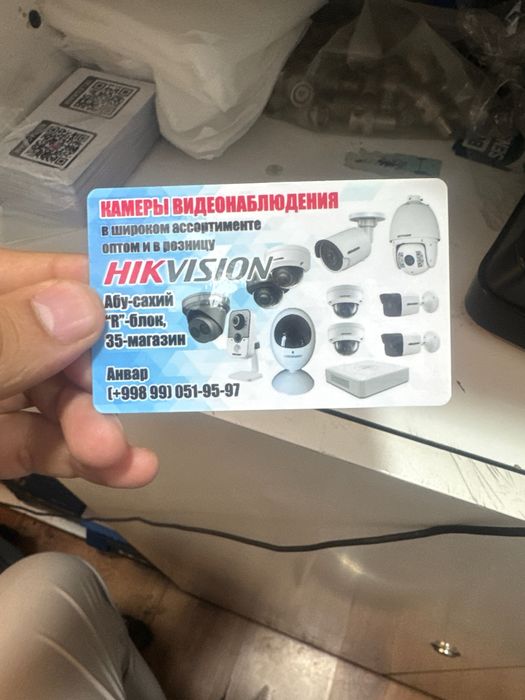 КАМЕРЫ ВИДЕОНАБЛЮДЕНИЯ
в широком ассортименте
оптом и в розницу
HIKVISION
Абу-сахий
"R"-блок,
35-магазин
Анвар
(+998 99) 051-95-97